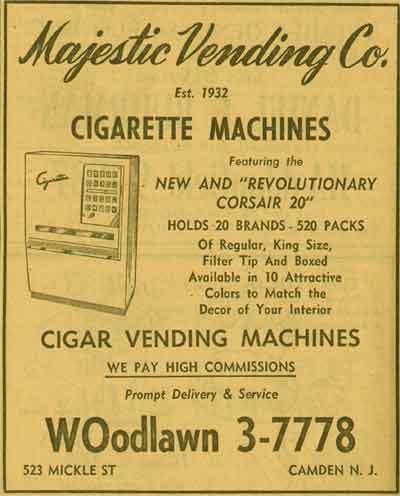 Majestic Vending Co.
Est. 1932
CIGARETTE MACHINES
Featuring the
NEW AND "REVOLUTIONARY
CORSAIR 20"
HOLDS 20 BRANDS - 520 PACKS
Of Regular, King Size,
Filter Tip And Boxed
Available in 10 Attractive
Colors to Match the
Decor of Your Interior
Cigarettes
CIGAR VENDING MACHINES
WE PAY HIGH COMMISSIONS
Prompt Delivery & Service
WOodlawn 3-7778
523 MICKLE ST
CAMDEN N. J.